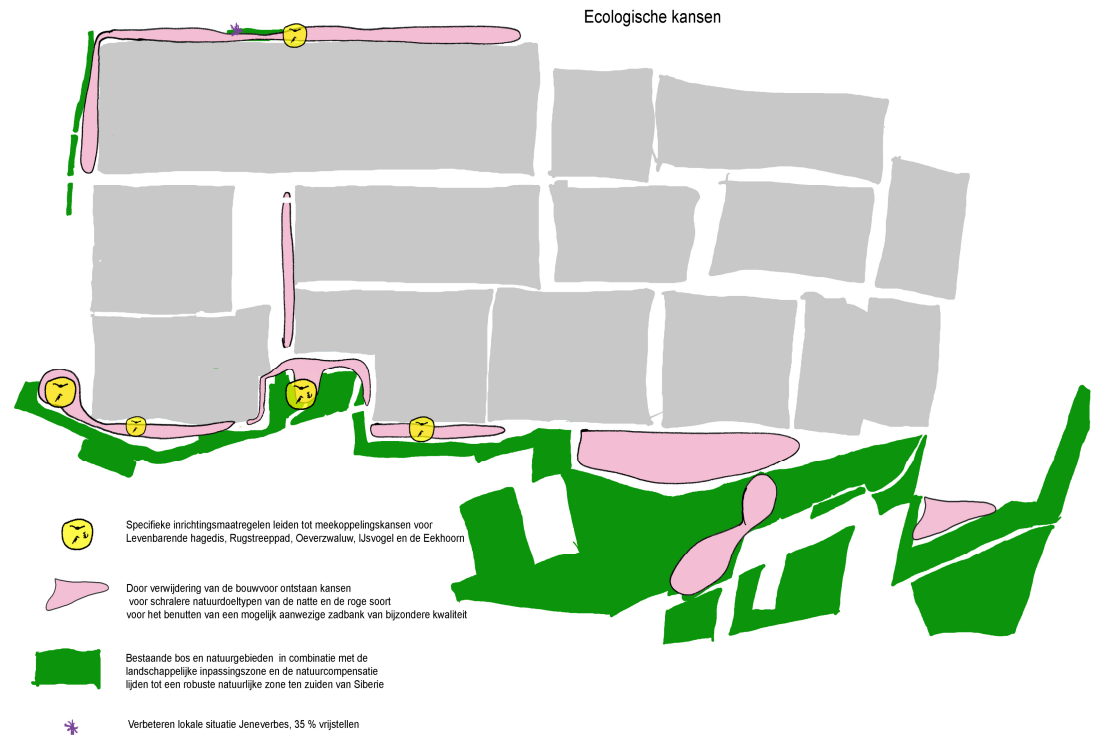 Ecologische kansen
Specifieke inrichtingsmaatregelen leiden tot meekoppelingskansen voor
Levenbarende hagedis, Rugstreeppad, Oeverzwaluw, IJsvogel en de Eekhoorn
Door verwijdering van de bouwvoor ontstaan kansen
voor schralere natuurdoeltypen van de natte en de roge soort
voor het benutten van een mogelijk aanwezige zadbank van bijzondere kwaliteit
Bestaande bos en natuurgebieden in combinatie met de
landschappelijke inpassingszone en de natuurcompensatie
lijden tot een robuste natuurlijke zone ten zuiden van Siberie
Verbeteren lokale situatie Jeneverbes, 35 % vrijstellen